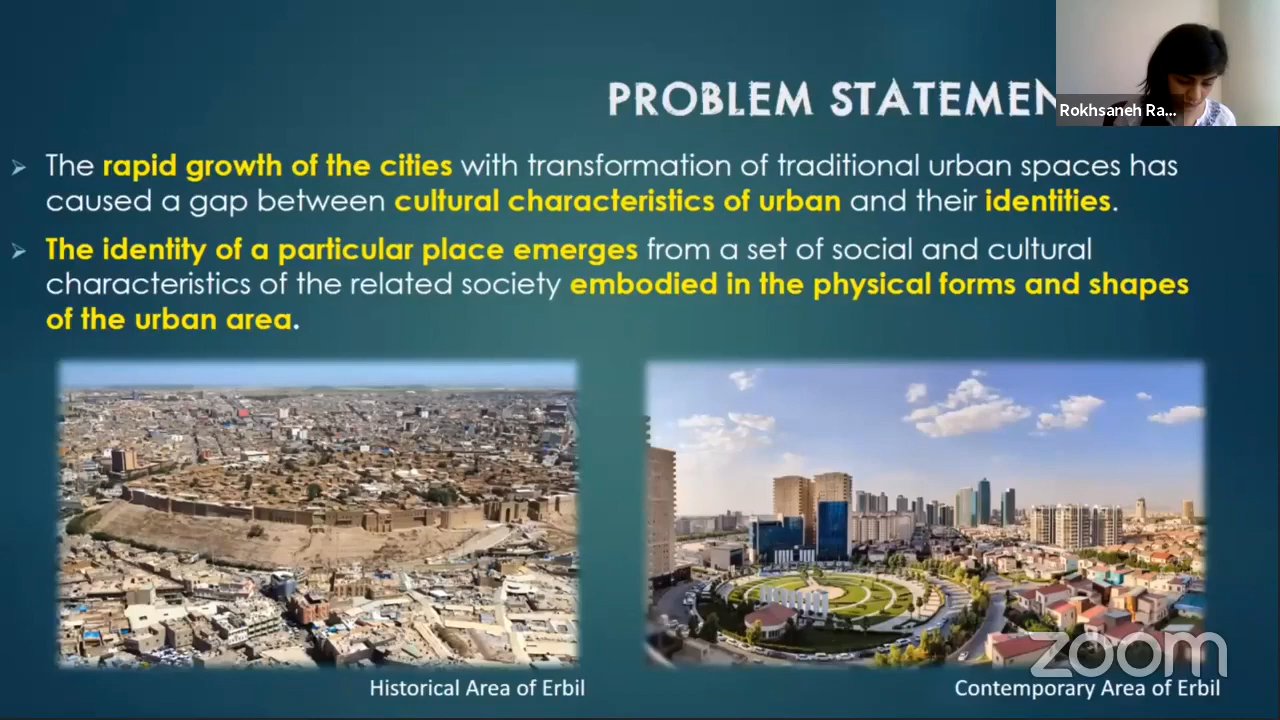 PROBLEM STATEMEN
Rokhsaneh Ra...
➢ The rapid growth of the cities with transformation of traditional urban spaces has
caused a gap between cultural characteristics of urban and their identities.
➢ The identity of a particular place emerges from a set of social and cultural
characteristics of the related society embodied in the physical forms and shapes
of the urban area.
Historical Area of Erbil
Contemporary Area of Erbil
zoom